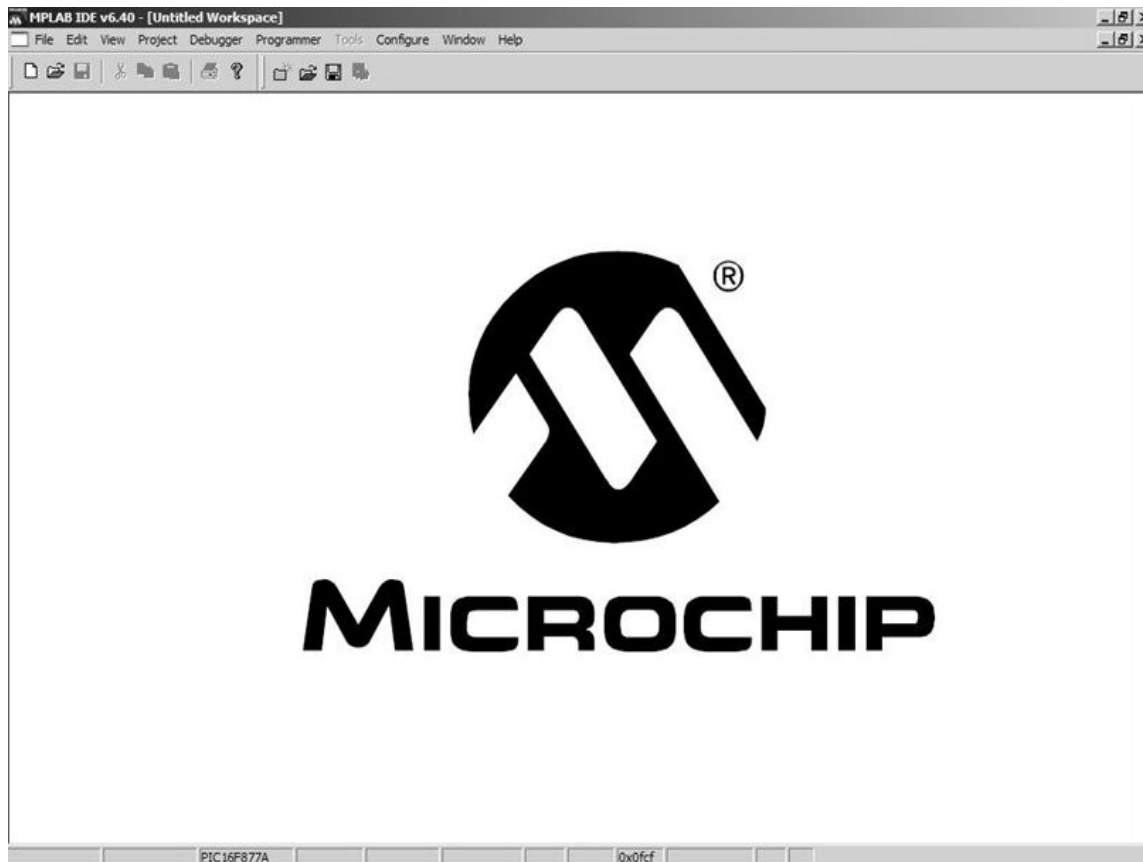 MPLAB IDE v6.40 - [Untitled Workspace]
File Edit View Project Debugger Programmer Tools Configure Window Help
®
MICROCHIP
PIC16F877A 0x0fcf